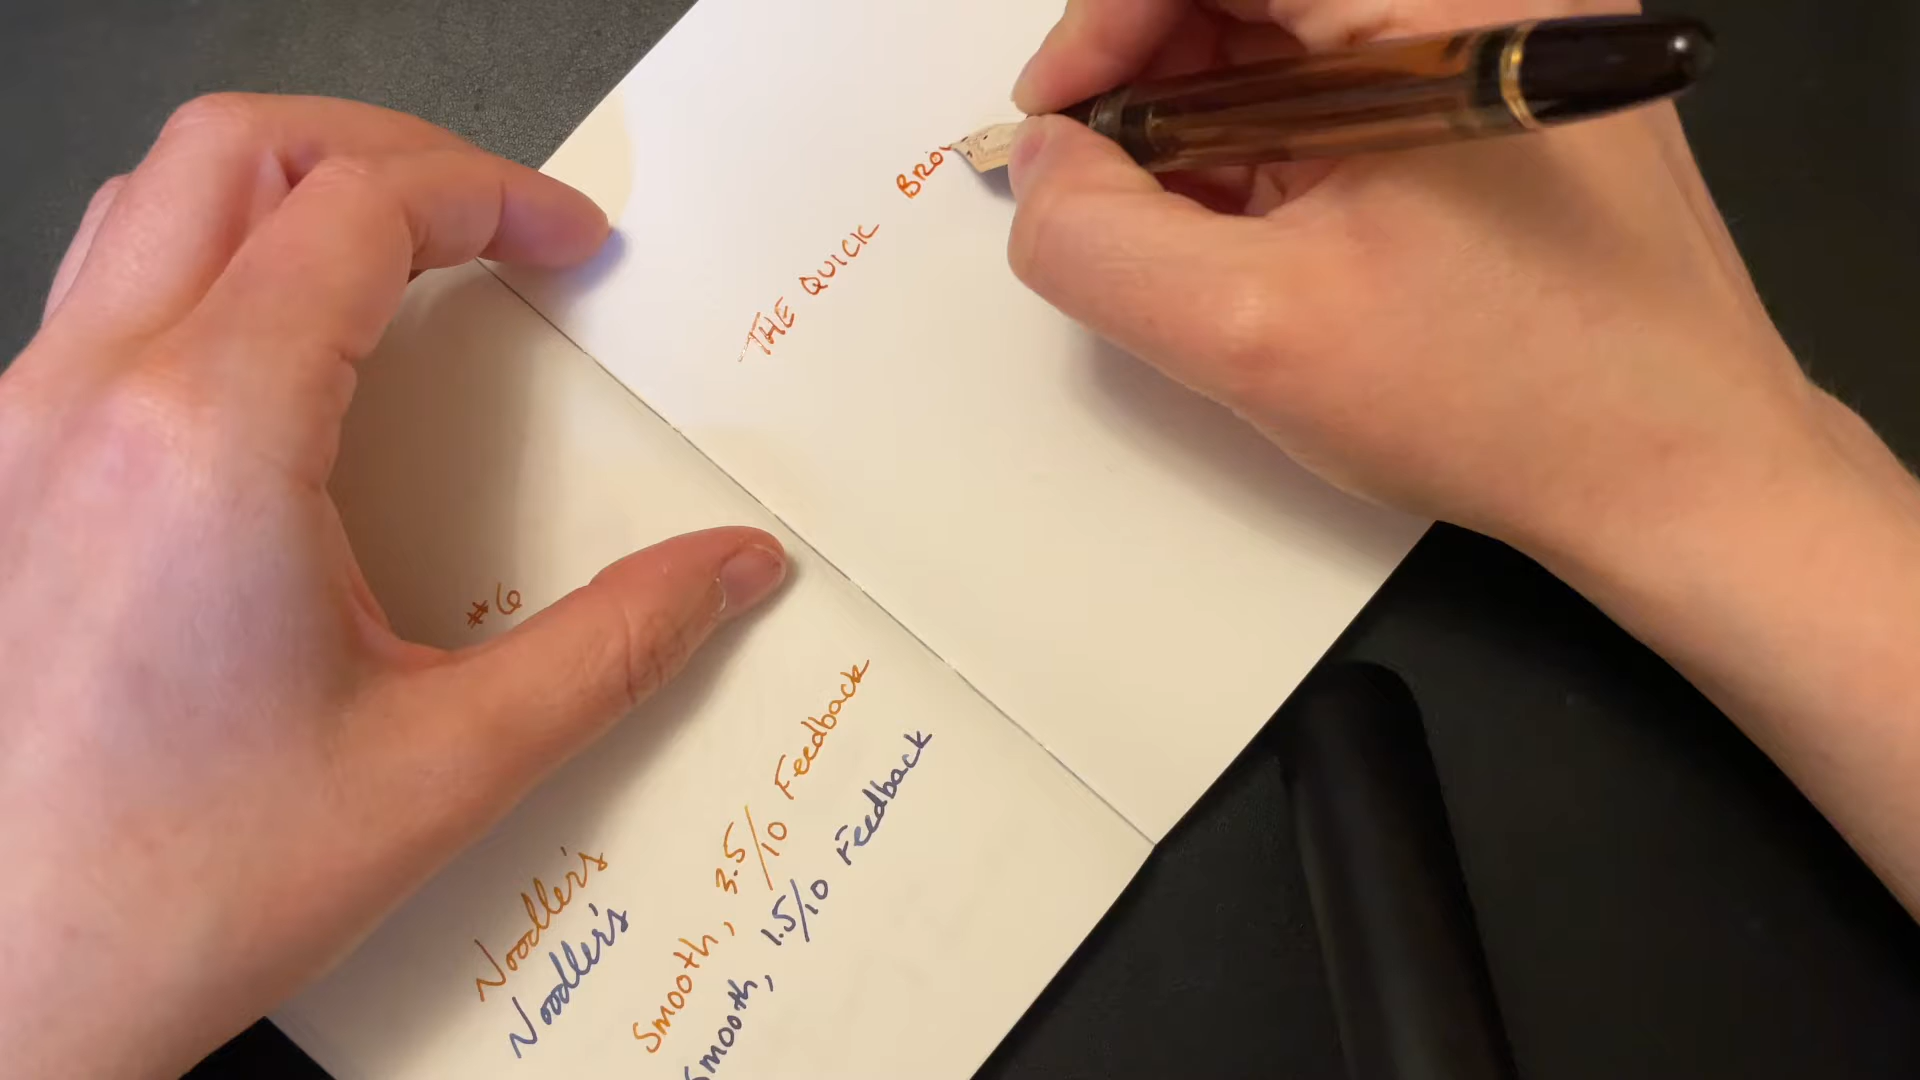 THE QUICK BRO
#6
Noodler's
Noodler's
Smooth, 3.5/10 Feedback
Smooth, 1.5/10 Feedback